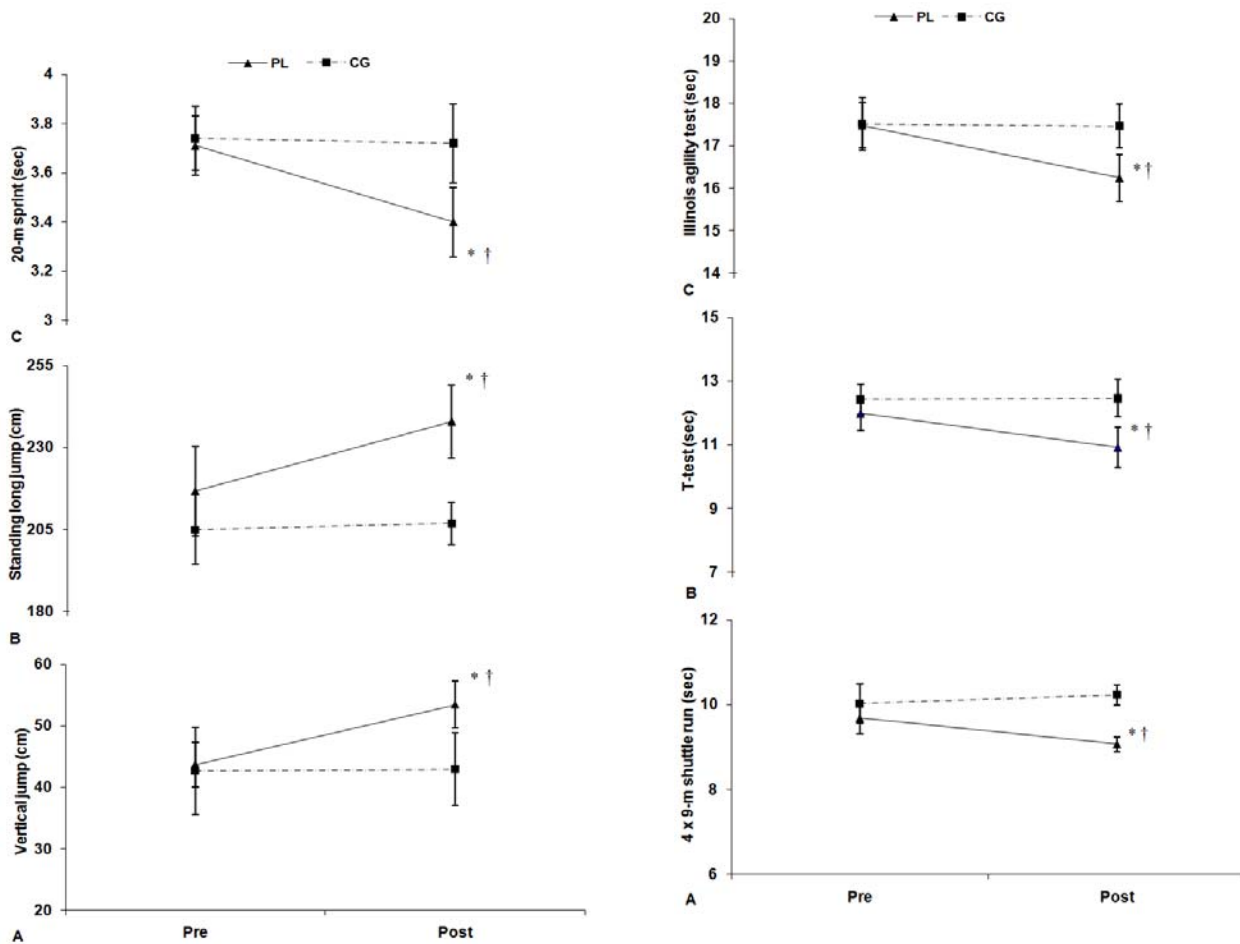 PL CG
4
3.8
3.6
3.4
3.2
3
20-m sprint (sec)
* †
C
255
230
205
180
Standing long jump (cm)
* †
B
60
50
40
30
20
Vertical jump (cm)
* †
A
Pre Post
PL CG
20
19
18
17
16
15
14
Illinois agility test (sec)
* †
C
15
13
11
9
7
T-test (sec)
* †
B
12
10
8
6
4 x 9-m shuttle run (sec)
* †
A
Pre Post